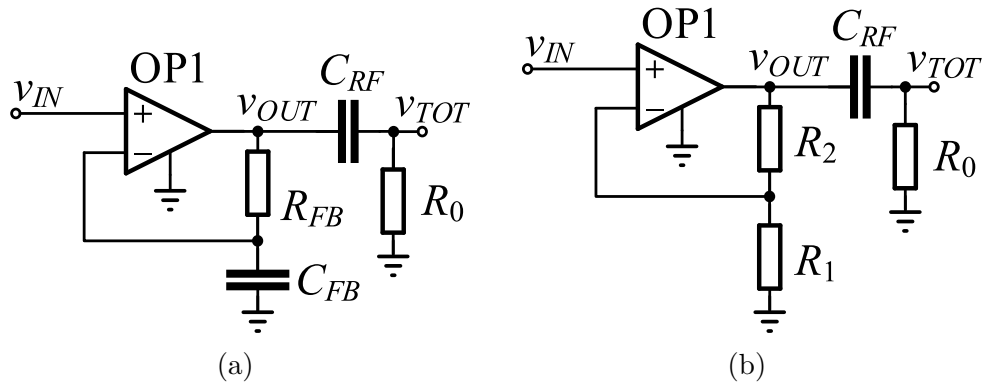 OP1
v_IN
+
−
v_OUT
C_RF
v_TOT
R_FB
R_0
C_FB
(a)
OP1
v_IN
+
−
v_OUT
C_RF
v_TOT
R_2
R_0
R_1
(b)